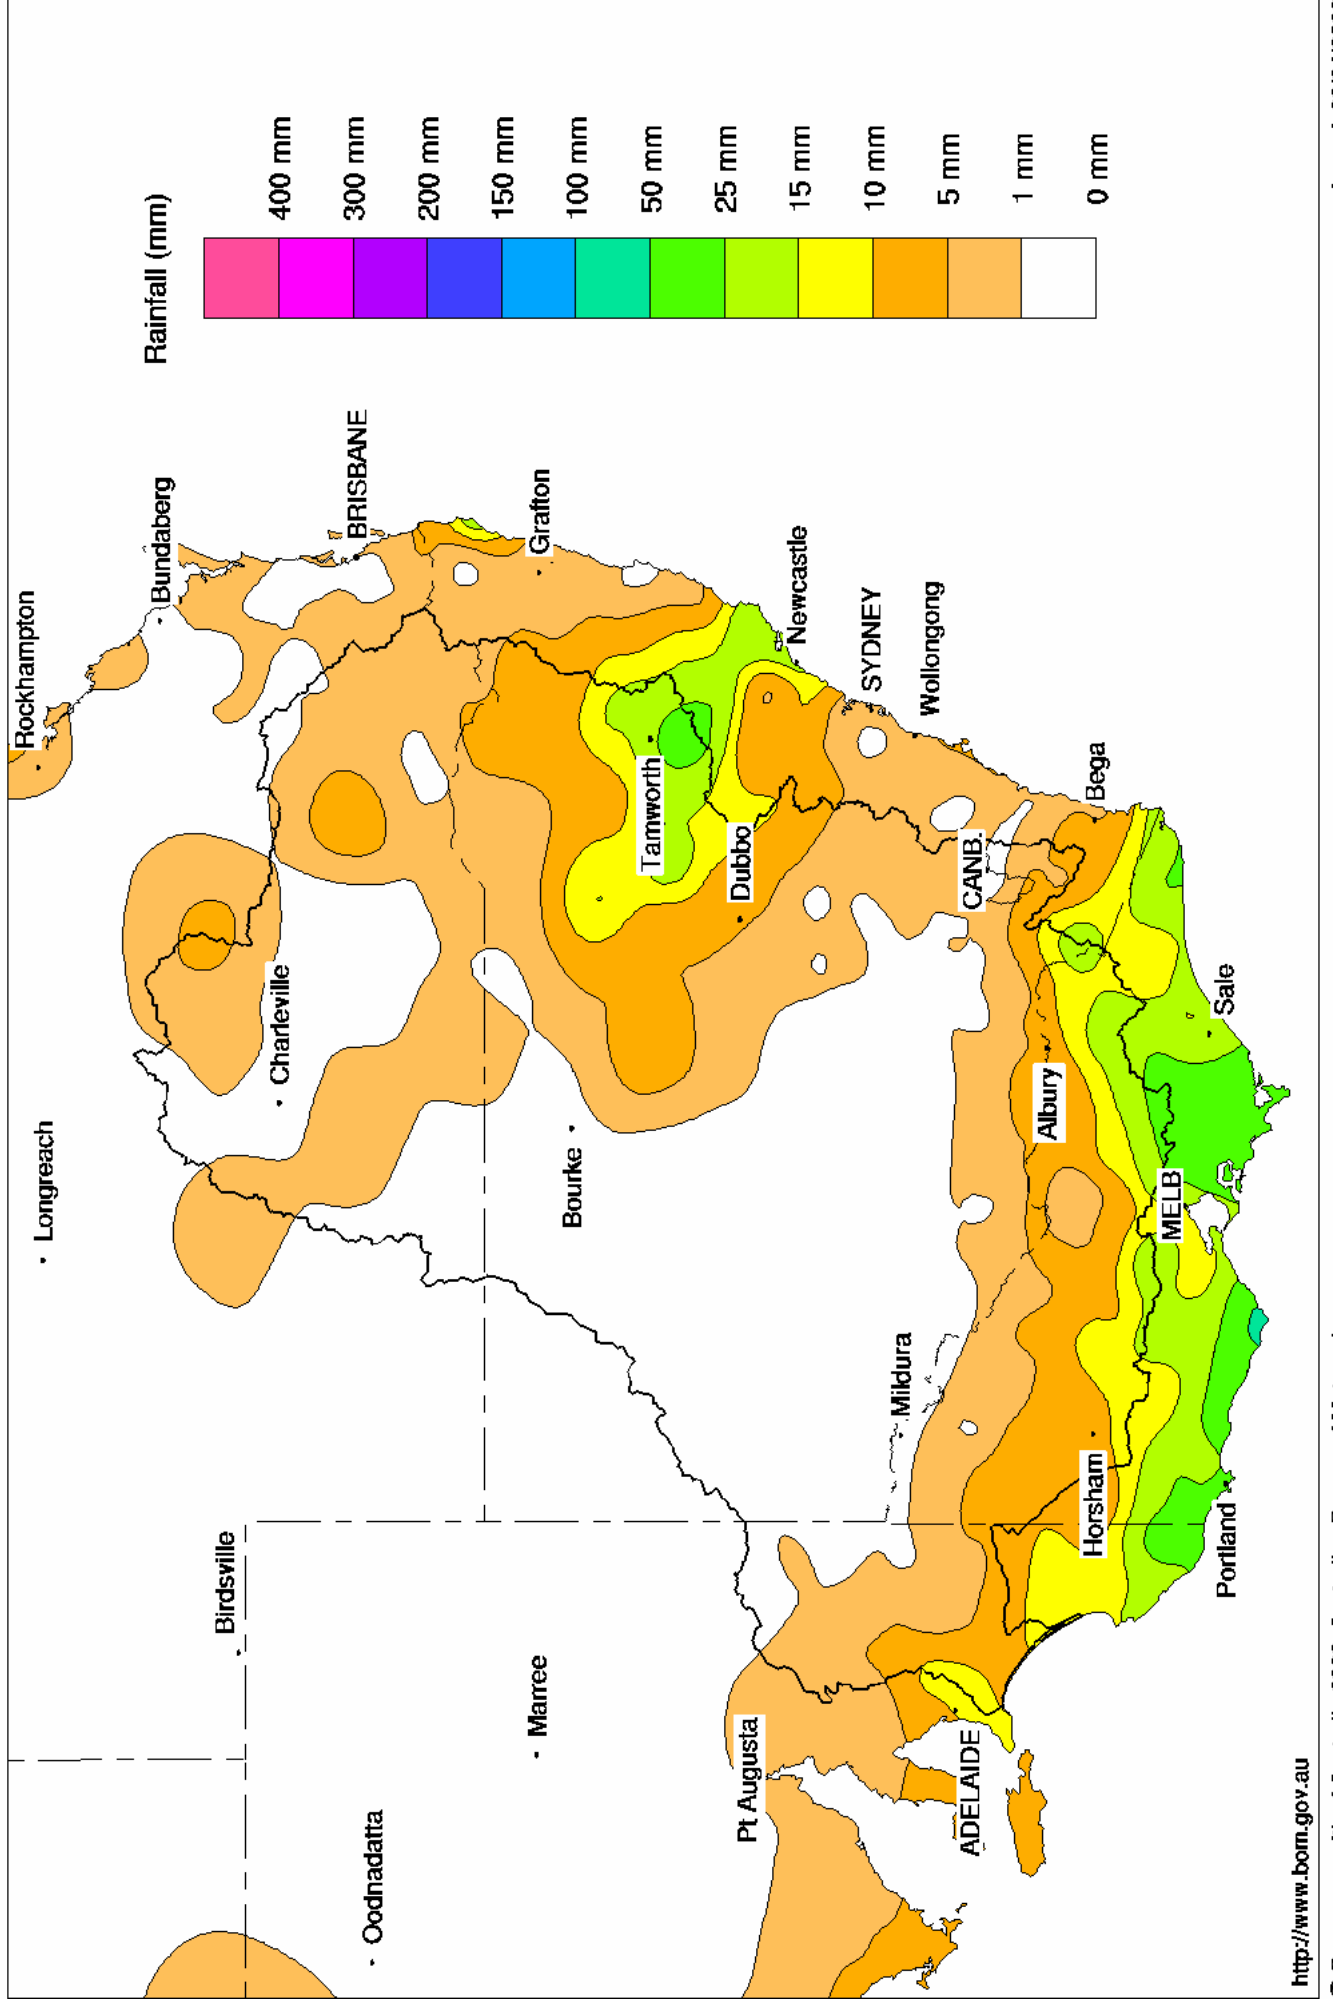 Rainfall (mm)
400 mm
300 mm
200 mm
150 mm
100 mm
50 mm
25 mm
15 mm
10 mm
5 mm
1 mm
0 mm
Rockhampton
Longreach
Bundaberg
Birdsville
Charleville
BRISBANE
Oodnadatta
Grafton
Marree
Bourke
Tamworth
Dubbo
Pt Augusta
Newcastle
SYDNEY
Mildura
Wollongong
CANB.
ADELAIDE
Albury
Bega
Horsham
MELB
Sale
Portland
http://www.bom.gov.au